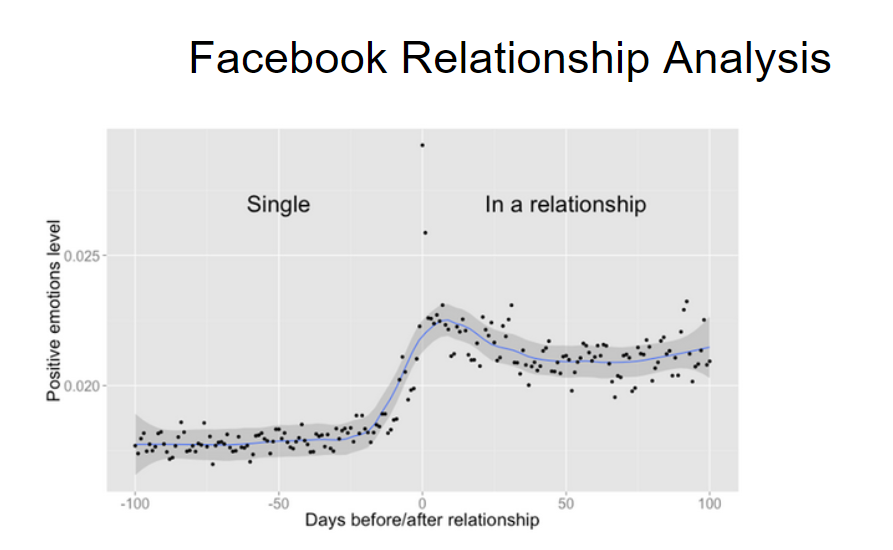 Facebook Relationship Analysis
Single
In a relationship
Positive emotions level
0.025
0.020
-100
-50
0
50
100
Days before/after relationship